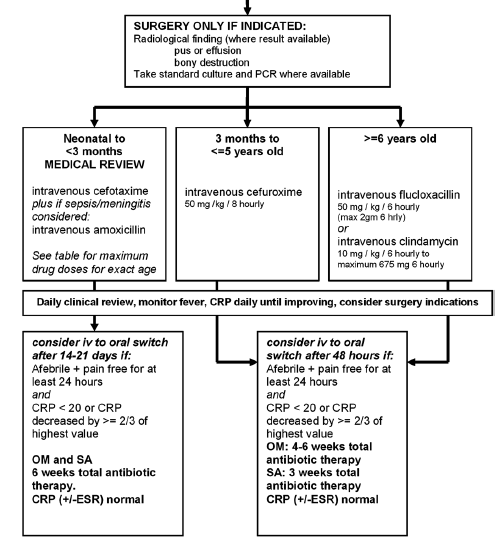 SURGERY ONLY IF INDICATED:
Radiological finding (where result available)
pus or effusion
bony destruction
Take standard culture and PCR where available
Neonatal to
<3 months
MEDICAL REVIEW
intravenous cefotaxime
plus if sepsis/meningitis
considered:
intravenous amoxicillin
See table for maximum
drug doses for exact age
3 months to
<=5 years old
intravenous cefuroxime
50 mg /kg / 8 hourly
>=6 years old
intravenous flucloxacillin
50 mg / kg / 6 hourly
(max 2gm 6 hrly)
or
intravenous clindamycin
10 mg / kg / 6 hourly to
maximum 675 mg 6 hourly
Daily clinical review, monitor fever, CRP daily until improving, consider surgery indications
consider iv to oral switch
after 14-21 days if:
Afebrile + pain free for at
least 24 hours
and
CRP < 20 or CRP
decreased by >= 2/3 of
highest value
OM and SA
6 weeks total antibiotic
therapy.
CRP (+/-ESR) normal
consider iv to oral
switch after 48 hours if:
Afebrile + pain free for at
least 24 hours
and
CRP < 20 or CRP
decreased by >= 2/3 of
highest value
OM: 4-6 weeks total
antibiotic therapy
SA: 3 weeks total
antibiotic therapy
CRP (+/-ESR) normal